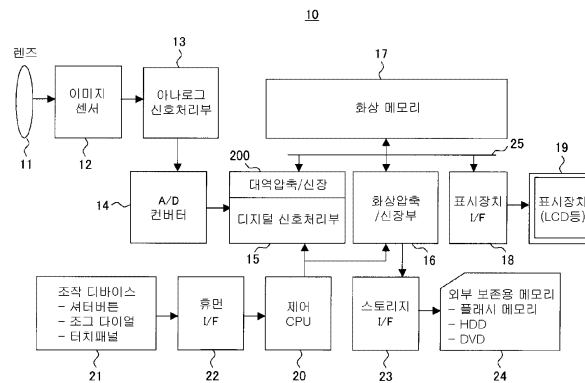 10
렌즈
11
이미지
센서
12
13
아나로그
신호처리부
14
A/D
컨버터
17
화상 메모리
25
200
대역압축/신장
디지털 신호처리부
15
화상압축
/신장부
16
표시장치
I/F
18
19
표시장치
(LCD등)
조작 디바이스
- 셔터버튼
- 조그 다이얼
- 터치패널
21
휴먼
I/F
22
제어
CPU
20
스토리지
I/F
23
외부 보존용 메모리
- 플래시 메모리
- HDD
- DVD
24